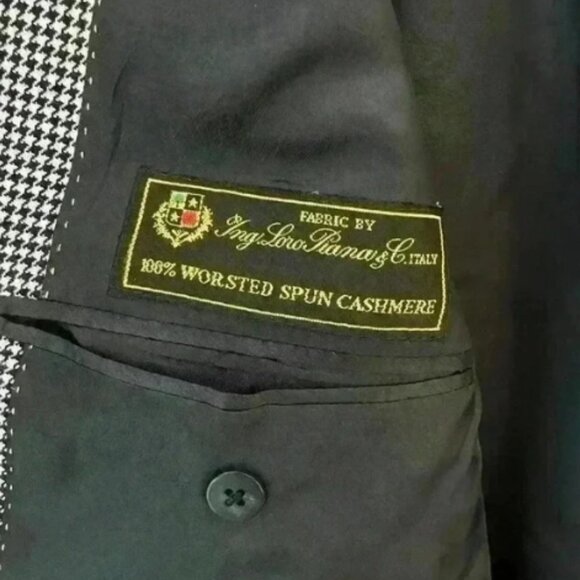 FABRIC BY
Ing. Loro Piana & C. ITALY
100% WORSTED SPUN CASHMERE